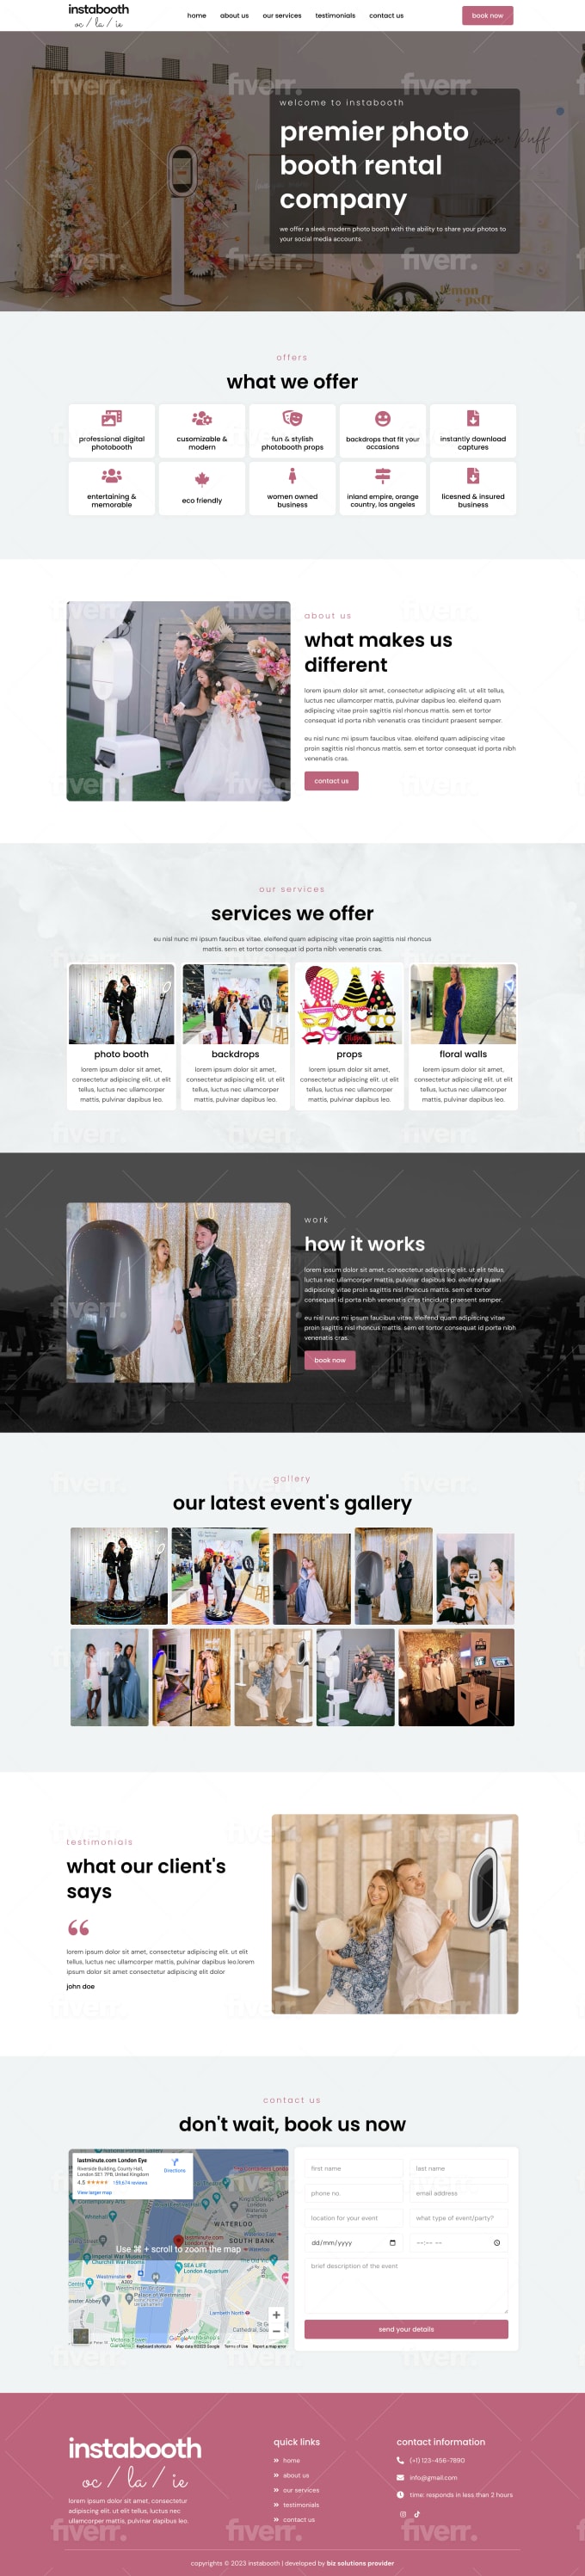 instabooth
oc / la / ie
home about us our services testimonials contact us
book now
welcome to instabooth
premier photo
booth rental
company
we offer a sleek modern photo booth with the ability to share your photos to
your social media accounts.
offers
what we offer
professional digital
photobooth
cusomizable &
modern
fun & stylish
photobooth props
backdrops that fit your
occasions
instantly download
captures
entertaining &
memorable
eco friendly
women owned
business
inland empire, orange
country, los angeles
licesned & insured
business
about us
what makes us
different
lorem ipsum dolor sit amet, consectetur adipiscing elit. ut elit tellus,
luctus nec ullamcorper mattis, pulvinar dapibus leo. eleifend quam
adipiscing vitae proin sagittis nisl rhoncus mattis. sem et tortor
consequat id porta nibh venenatis cras tincidunt praesent semper.
eu nisl nunc mi ipsum faucibus vitae. eleifend quam adipiscing vitae
proin sagittis nisl rhoncus mattis. sem et tortor consequat id porta nibh
venenatis cras.
contact us
our services
services we offer
eu nisl nunc mi ipsum faucibus vitae. eleifend quam adipiscing vitae proin sagittis nisl rhoncus
mattis. sem et tortor consequat id porta nibh venenatis cras.
photo booth
lorem ipsum dolor sit amet,
consectetur adipiscing elit. ut elit
tellus, luctus nec ullamcorper
mattis, pulvinar dapibus leo.
backdrops
lorem ipsum dolor sit amet,
consectetur adipiscing elit. ut elit
tellus, luctus nec ullamcorper
mattis, pulvinar dapibus leo.
props
lorem ipsum dolor sit amet,
consectetur adipiscing elit. ut elit
tellus, luctus nec ullamcorper
mattis, pulvinar dapibus leo.
floral walls
lorem ipsum dolor sit amet,
consectetur adipiscing elit. ut elit
tellus, luctus nec ullamcorper
mattis, pulvinar dapibus leo.
work
how it works
lorem ipsum dolor sit amet, consectetur adipiscing elit. ut elit tellus,
luctus nec ullamcorper mattis, pulvinar dapibus leo. eleifend quam
adipiscing vitae proin sagittis nisl rhoncus mattis. sem et tortor
consequat id porta nibh venenatis cras tincidunt praesent semper.
eu nisl nunc mi ipsum faucibus vitae. eleifend quam adipiscing vitae
proin sagittis nisl rhoncus mattis. sem et tortor consequat id porta nibh
venenatis cras.
book now
gallery
our latest event's gallery
testimonials
what our client's
says
lorem ipsum dolor sit amet, consectetur adipiscing elit. ut elit
tellus, luctus nec ullamcorper mattis, pulvinar dapibus leo.lorem
ipsum dolor sit amet consectetur adipiscing elit dolor
john doe
contact us
don't wait, book us now
lastminute.com London Eye
Riverside Building, County Hall,
London SE1 7PB, United Kingdom
Directions
4.5
View larger map
WATERLOO
SOUTH BANK
Use ⌘ + scroll to zoom the map
SEA LIFE
London Aquarium
Palace of Westminster
Lambeth North
Google
Keyboard shortcuts Map data ©2023 Google Terms of Use Report a map error
first name
last name
phone no.
email address
location for your event
what type of event/party?
dd/mm/yyyy
--:-- --
brief description of the event
send your details
instabooth
oc / la / ie
lorem ipsum dolor sit amet, consectetur
adipiscing elit. ut elit tellus, luctus nec
ullamcorper mattis, pulvinar dapibus leo.
quick links
home
about us
our services
testimonials
contact us
contact information
(+1) 123-456-7890
info@gmail.com
time: responds in less than 2 hours
copyrights © 2023 instabooth | developed by biz solutions provider
fiverr.